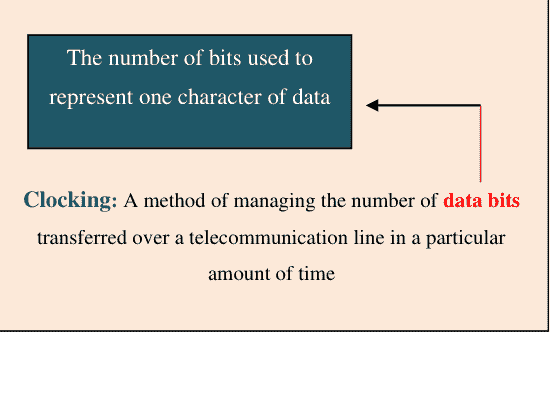 The number of bits used to
represent one character of data
Clocking: A method of managing the number of data bits
transferred over a telecommunication line in a particular
amount of time